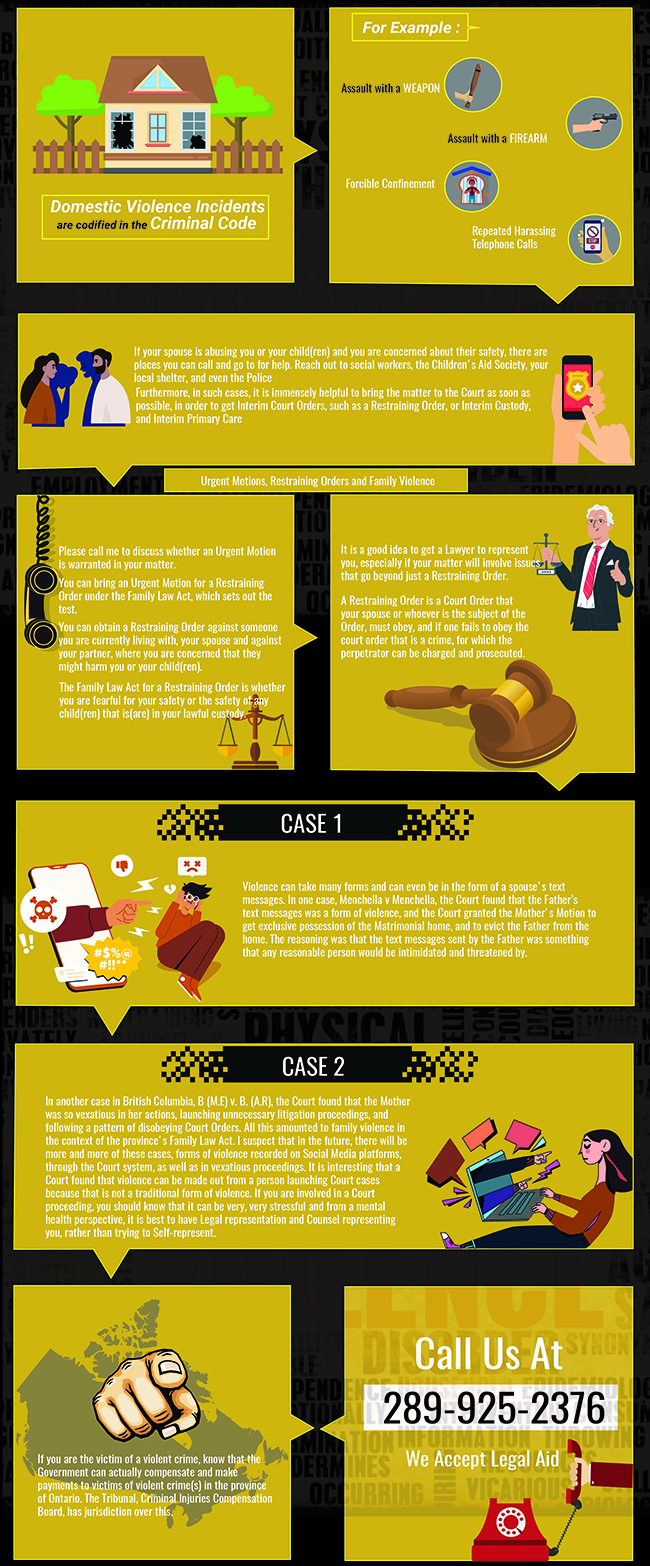 Domestic Violence Incidents
are codified in the Criminal Code
For Example :
Assault with a WEAPON
Assault with a FIREARM
Forcible Confinement
Repeated Harassing
Telephone Calls
STOP
If your spouse is abusing you or your child(ren) and you are concerned about their safety, there are
places you can call and go to for help. Reach out to social workers, the Children's Aid Society, your
local shelter, and even the Police
Furthermore, in such cases, it is immensely helpful to bring the matter to the Court as soon as
possible, in order to get Interim Court Orders, such as a Restraining Order, or Interim Custody,
and Interim Primary Care
Urgent Motions, Restraining Orders and Family Violence
Please call me to discuss whether an Urgent Motion
is warranted in your matter.
You can bring an Urgent Motion for a Restraining
Order under the Family Law Act, which sets out the
test.
You can obtain a Restraining Order against someone
you are currently living with, your spouse and against
your partner, where you are concerned that they
might harm you or your child(ren).
The Family Law Act for a Restraining Order is whether
you are fearful for your safety or the safety of any
child(ren) that is(are) in your lawful custody.
It is a good idea to get a Lawyer to represent
you, especially if your matter will involve issues
that go beyond just a Restraining Order.
A Restraining Order is a Court Order that
your spouse or whoever is the subject of the
Order, must obey, and if one fails to obey the
court order that is a crime, for which the
perpetrator can be charged and prosecuted.
CASE 1
#$%@
#!!**
Violence can take many forms and can even be in the form of a spouse's text
messages. In one case, Menchella v Menchella, the Court found that the Father's
text messages was a form of violence, and the Court granted the Mother's Motion to
get exclusive possession of the Matrimonial home, and to evict the Father from the
home. The reasoning was that the text messages sent by the Father was something
that any reasonable person would be intimidated and threatened by.
PHYSICAL
CASE 2
In another case in British Columbia, B (M.E) v. B. (A.R), the Court found that the Mother
was so vexatious in her actions, launching unnecessary litigation proceedings, and
following a pattern of disobeying Court Orders. All this amounted to family violence in
the context of the province's Family Law Act. I suspect that in the future, there will be
more and more of these cases, forms of violence recorded on Social Media platforms,
through the Court system, as well as in vexatious proceedings. It is interesting that a
Court found that violence can be made out from a person launching Court cases
because that is not a traditional form of violence. If you are involved in a Court
proceeding, you should know that it can be very, very stressful and from a mental
health perspective, it is best to have Legal representation and Counsel representing
you, rather than trying to Self-represent.
If you are the victim of a violent crime, know that the
Government can actually compensate and make
payments to victims of violent crime(s) in the province
of Ontario. The Tribunal, Criminal Injuries Compensation
Board, has jurisdiction over this.
Call Us At
289-925-2376
We Accept Legal Aid